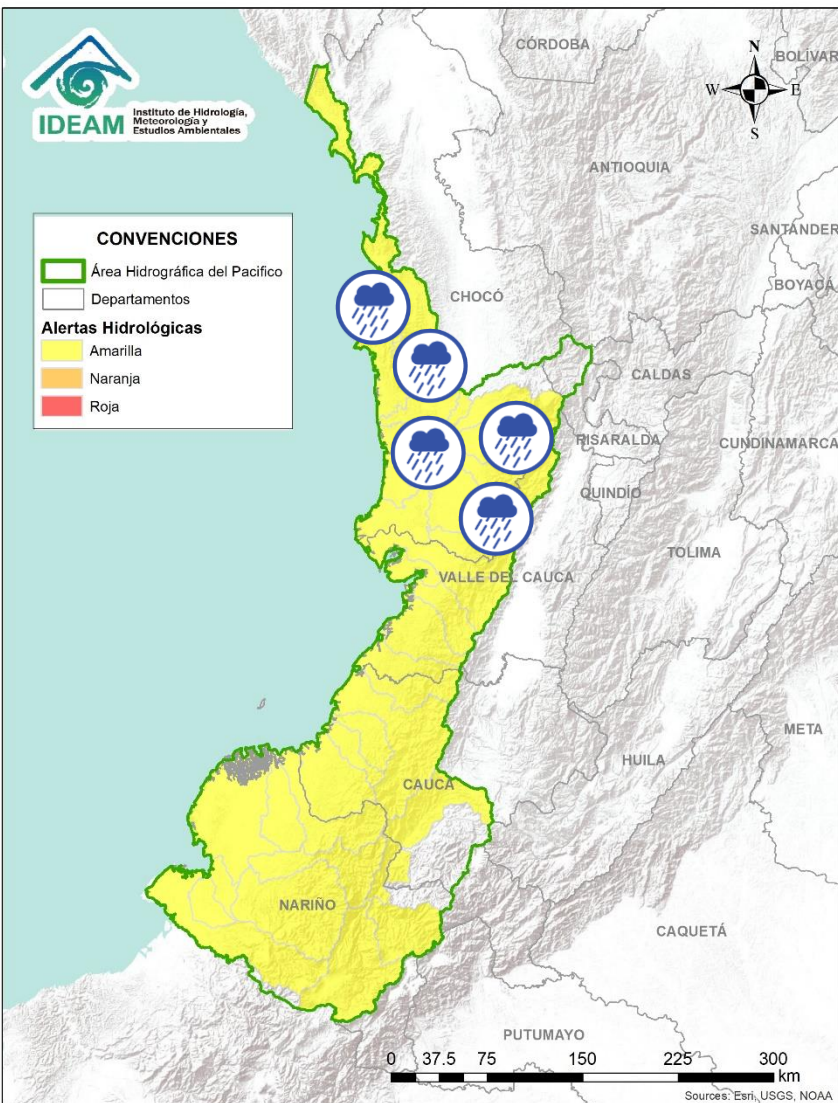 IDEAM
Instituto de Hidrología,
Meteorología y
Estudios Ambientales
CÓRDOBA
BOLÍVAR
N
W
E
S
ANTIOQUIA
SANTANDER
BOYACÁ
CONVENCIONES
Área Hidrográfica del Pacifico
Departamentos
Alertas Hidrológicas
Amarilla
Naranja
Roja
CHOCÓ
CALDAS
RISARALDA
CUNDINAMARCA
QUINDÍO
TOLIMA
VALLE DEL CAUCA
META
HUILA
CAUCA
NARIÑO
CAQUETÁ
PUTUMAYO
0 37.5 75 150 225 300
km
Sources: Esri, USGS, NOAA